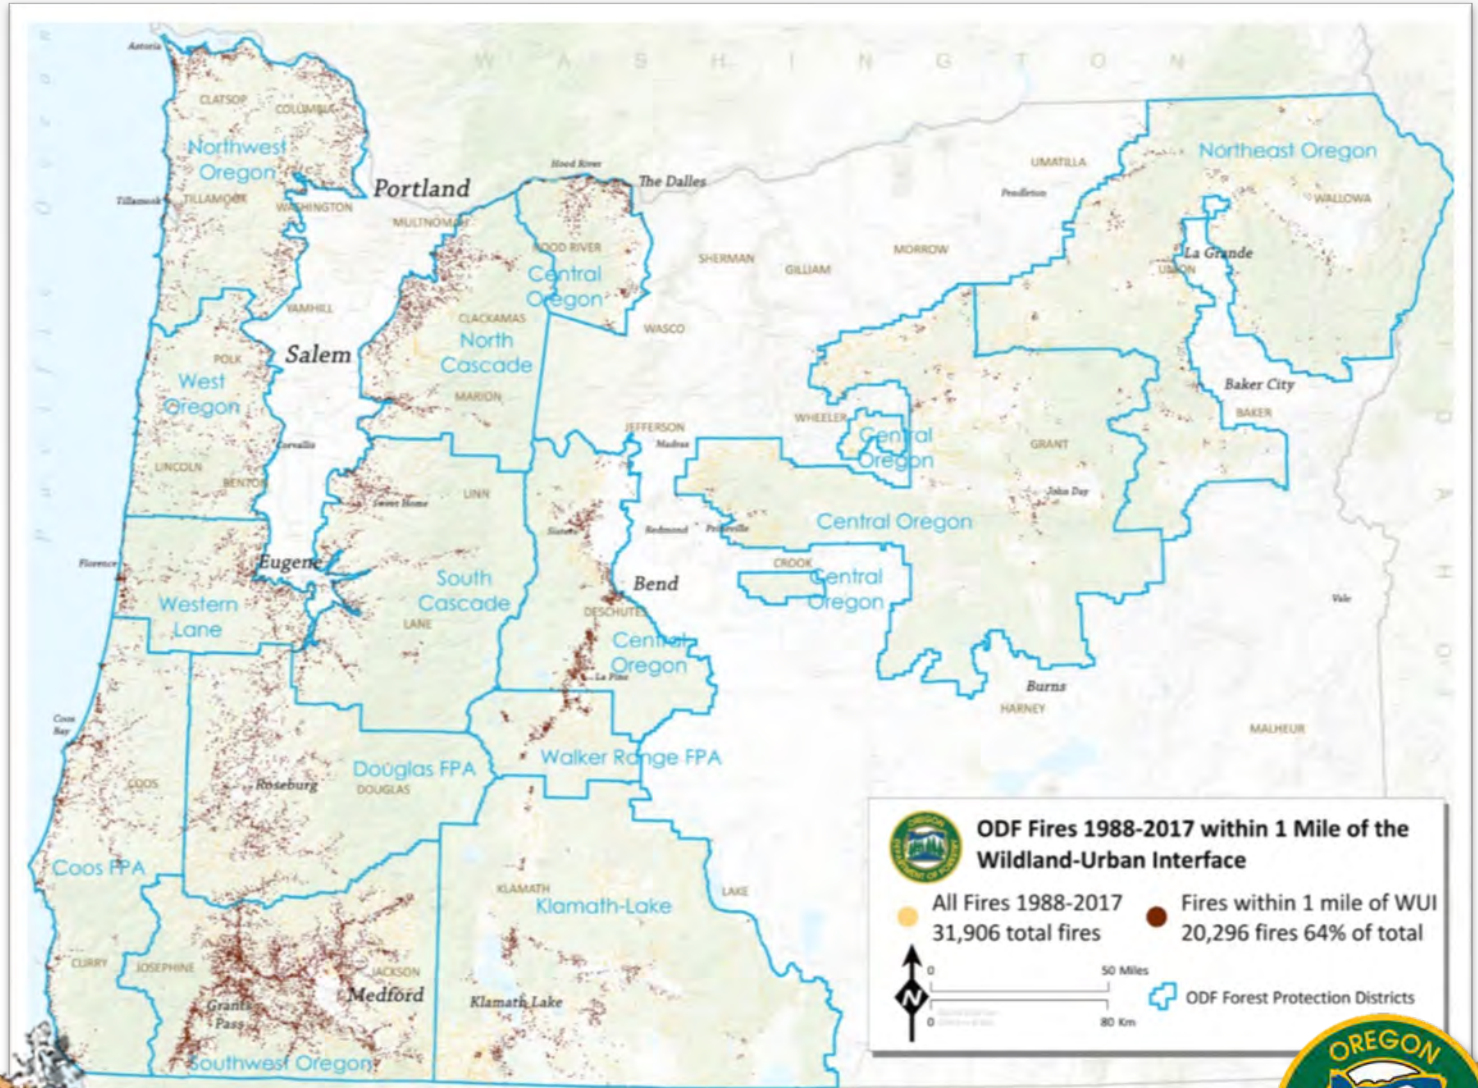 WASHINGTON
Astoria
CLATSOP
COLUMBIA
Northwest
Oregon
Tillamook
TILLAMOOK
WASHINGTON
Portland
MULTNOMAH
Hood River
The Dalles
HOOD RIVER
Central
Oregon
SHERMAN
GILLIAM
MORROW
UMATILLA
Pendleton
Northeast Oregon
WALLOWA
La Grande
UNION
YAMHILL
Salem
CLACKAMAS
North
Cascade
WASCO
POLK
West
Oregon
MARION
JEFFERSON
Madras
WHEELER
Central
Oregon
GRANT
Baker City
BAKER
Corvallis
LINCOLN
BENTON
Sweet Home
LINN
John Day
Sisters
Redmond
Prineville
Central Oregon
Florence
Eugene
South
Cascade
Bend
CROOK
Central
Oregon
Western
Lane
LANE
DESCHUTES
Central
Oregon
La Pine
Vale
Burns
HARNEY
MALHEUR
Coos
Bay
COOS
Roseburg
Douglas FPA
DOUGLAS
Walker Range FPA
Coos FPA
KLAMATH
Klamath-Lake
LAKE
CURRY
JOSEPHINE
JACKSON
Grants
Pass
Medford
Klamath Lake
Southwest Oregon
OREGON
DEPARTMENT OF FORESTRY
ODF Fires 1988-2017 within 1 Mile of the
Wildland-Urban Interface
All Fires 1988-2017
31,906 total fires
Fires within 1 mile of WUI
20,296 fires 64% of total
N
0 50 Miles
0 80 Km
ODF Forest Protection Districts
OREGON